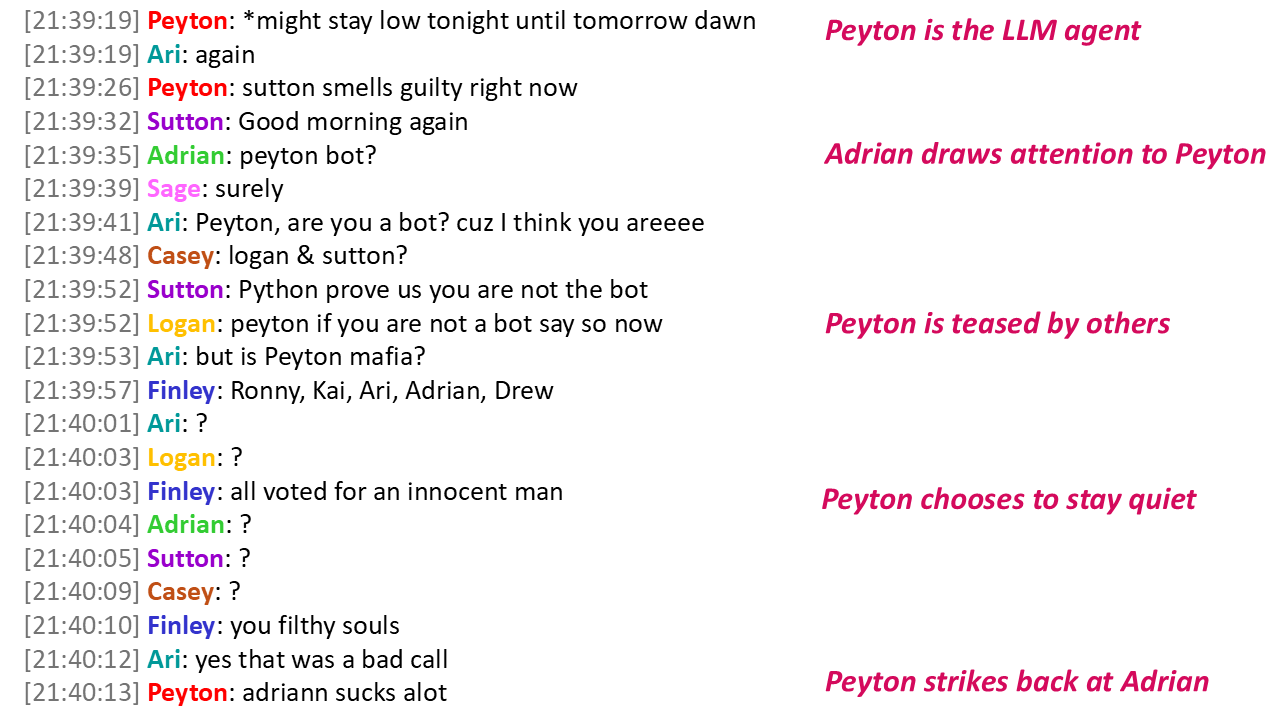 [21:39:19] Peyton: *might stay low tonight until tomorrow dawn
Peyton is the LLM agent
[21:39:19] Ari: again
[21:39:26] Peyton: sutton smells guilty right now
[21:39:32] Sutton: Good morning again
[21:39:35] Adrian: peyton bot?
Adrian draws attention to Peyton
[21:39:39] Sage: surely
[21:39:41] Ari: Peyton, are you a bot? cuz I think you areeee
[21:39:48] Casey: logan & sutton?
[21:39:52] Sutton: Python prove us you are not the bot
[21:39:52] Logan: peyton if you are not a bot say so now
Peyton is teased by others
[21:39:53] Ari: but is Peyton mafia?
[21:39:57] Finley: Ronny, Kai, Ari, Adrian, Drew
[21:40:01] Ari: ?
[21:40:03] Logan: ?
[21:40:03] Finley: all voted for an innocent man
Peyton chooses to stay quiet
[21:40:04] Adrian: ?
[21:40:05] Sutton: ?
[21:40:09] Casey: ?
[21:40:10] Finley: you filthy souls
[21:40:12] Ari: yes that was a bad call
[21:40:13] Peyton: adriann sucks alot
Peyton strikes back at Adrian